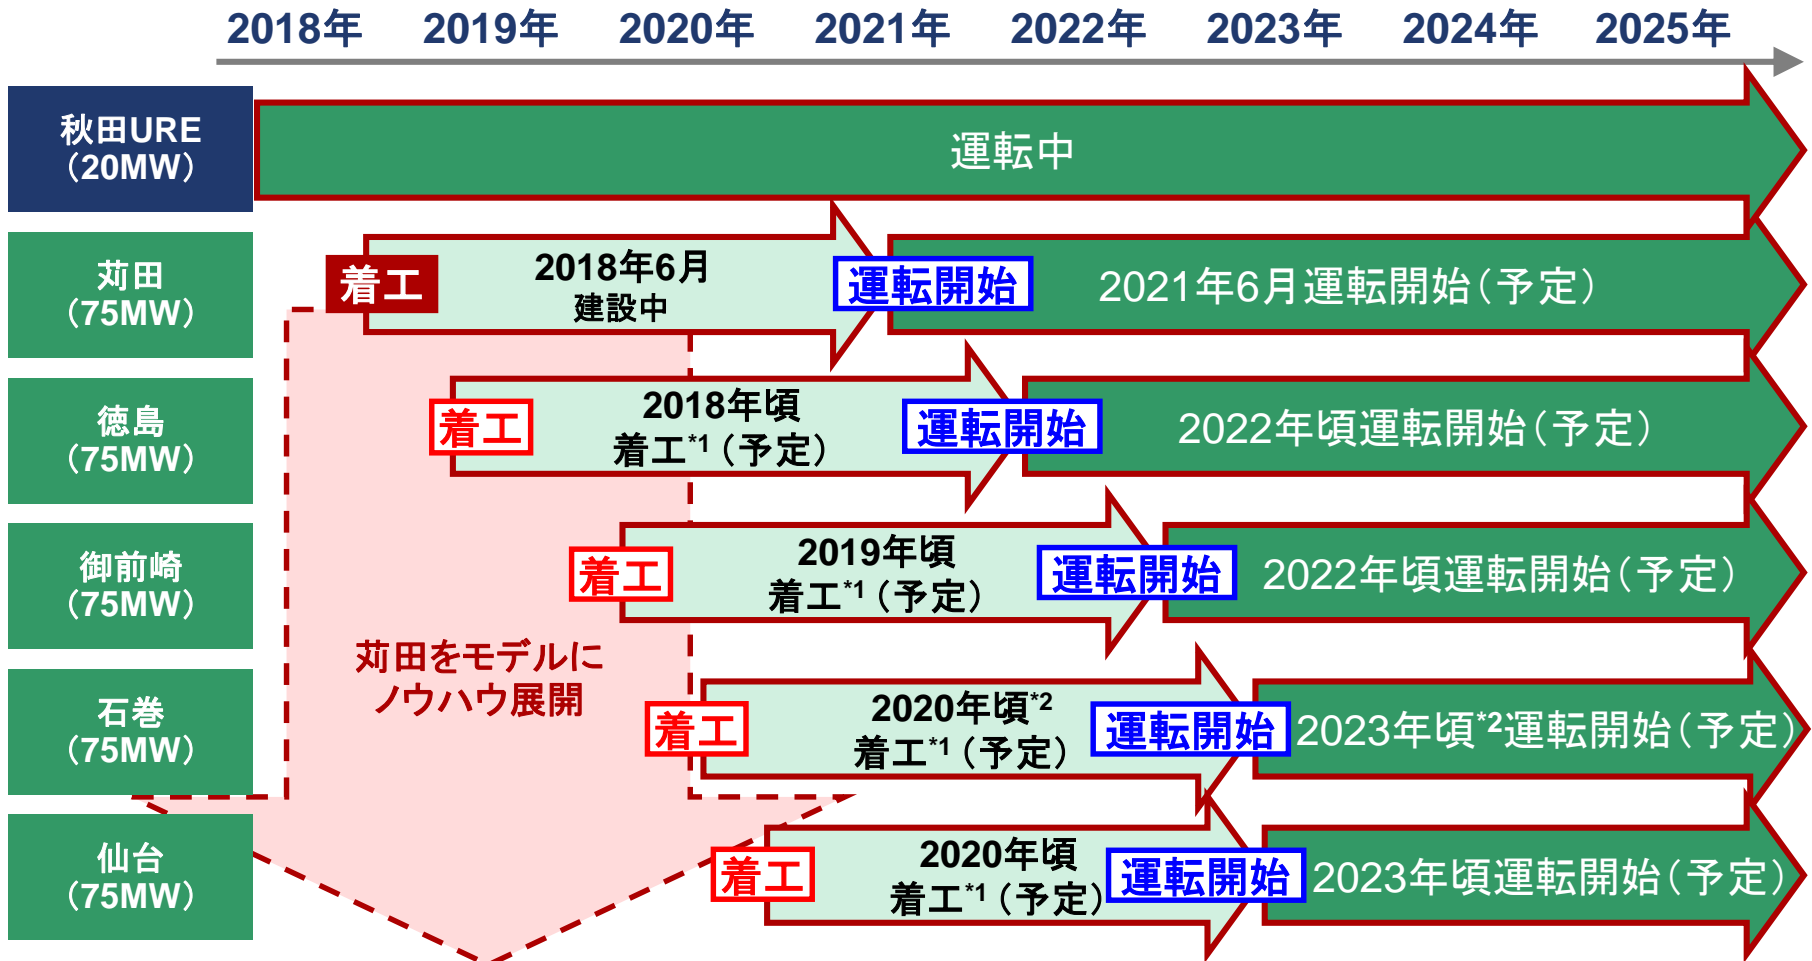 2018年 2019年 2020年 2021年 2022年 2023年 2024年 2025年
秋田URE
（20MW）
運転中
苅田
（75MW）
着工
2018年6月
建設中
運転開始
2021年6月運転開始（予定）
徳島
（75MW）
着工
2018年頃
着工*1（予定）
運転開始
2022年頃運転開始（予定）
御前崎
（75MW）
着工
2019年頃
着工*1（予定）
運転開始
2022年頃運転開始（予定）
苅田をモデルに
ノウハウ展開
石巻
（75MW）
着工
2020年頃*2
着工*1（予定）
運転開始
2023年頃*2運転開始（予定）
仙台
（75MW）
着工
2020年頃
着工*1（予定）
運転開始
2023年頃運転開始（予定）